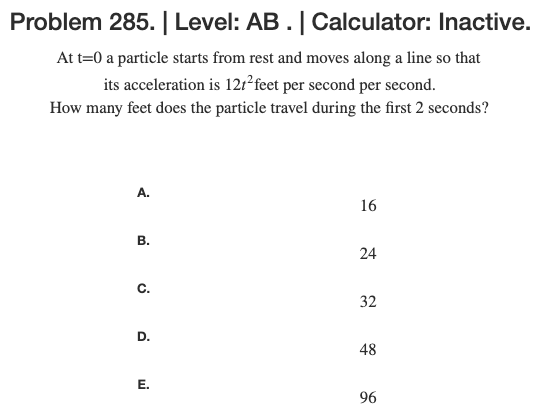 Problem 285. | Level: AB . | Calculator: Inactive.
At t=0 a particle starts from rest and moves along a line so that
its acceleration is 12t² feet per second per second.
How many feet does the particle travel during the first 2 seconds?
A. 16
B. 24
C. 32
D. 48
E. 96